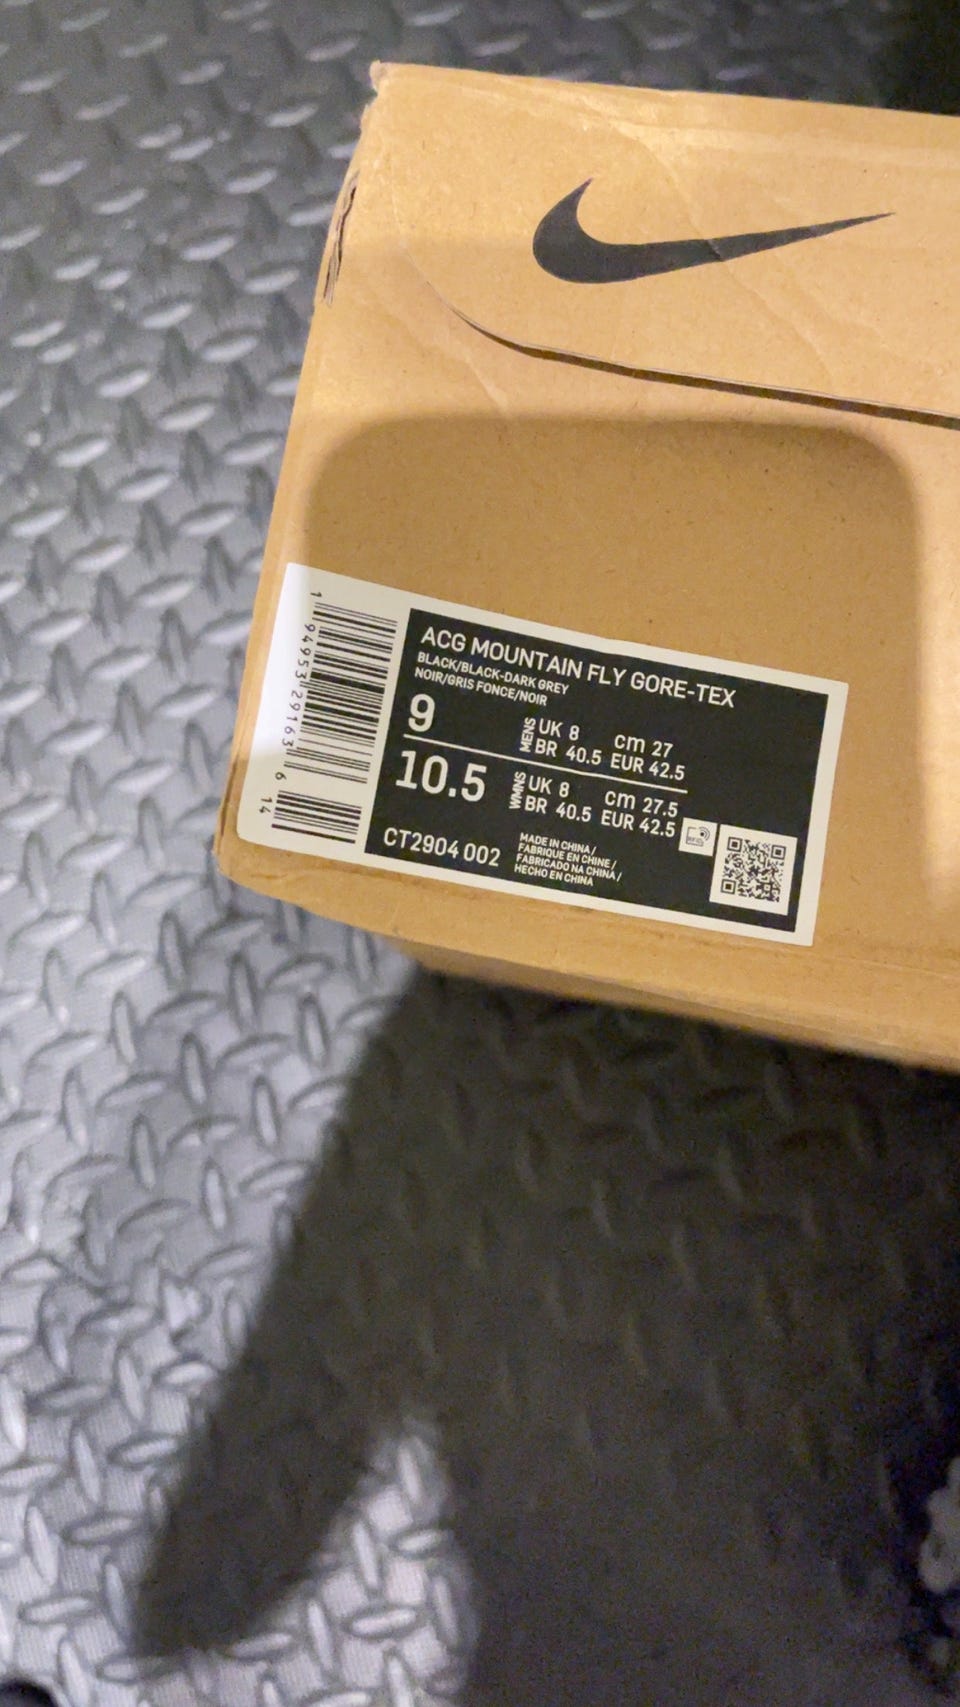 ACG MOUNTAIN FLY GORE-TEX
BLACK/BLACK-DARK GREY
NOIR/GRIS FONCE/NOIR
9
MENS
UK 8 cm 27
BR 40.5 EUR 42.5
10.5
WMNS
UK 8 cm 27.5
BR 40.5 EUR 42.5
CT2904 002
MADE IN CHINA /
FABRIQUE EN CHINE /
FABRICADO NA CHINA /
HECHO EN CHINA
1 94953 29163 6 14